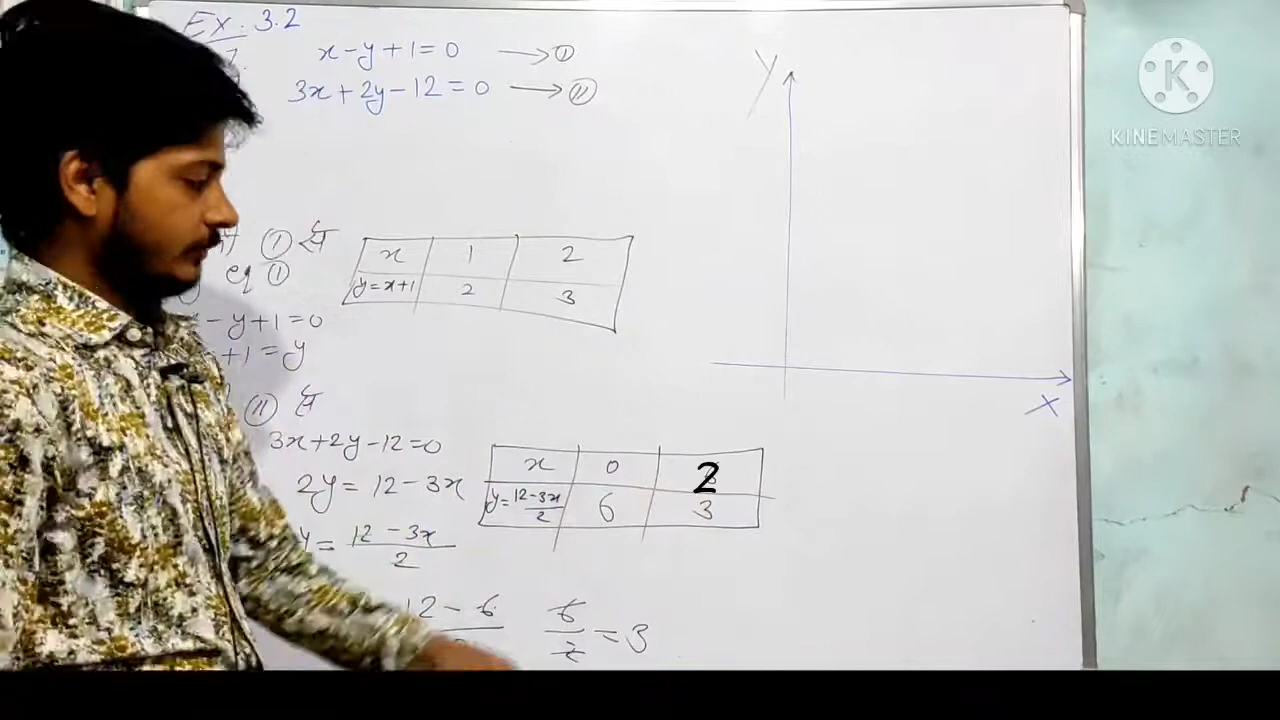 Ex. 3.2
7.
x - y + 1 = 0 ⟶ Ⓘ
3x + 2y - 12 = 0 ⟶ Ⓘ Ⓘ
Ⓘ से
eq Ⓘ
x 1 2
y = x+1 2 3
- y + 1 = 0
+ 1 = y
II से
3x + 2y - 12 = 0
2y = 12 - 3x
y = 12 - 3x / 2
x 0 2
y = 12-3x / 2 6 3
12 - 6
6 / 2 = 3
Y
X
K
KINEMASTER